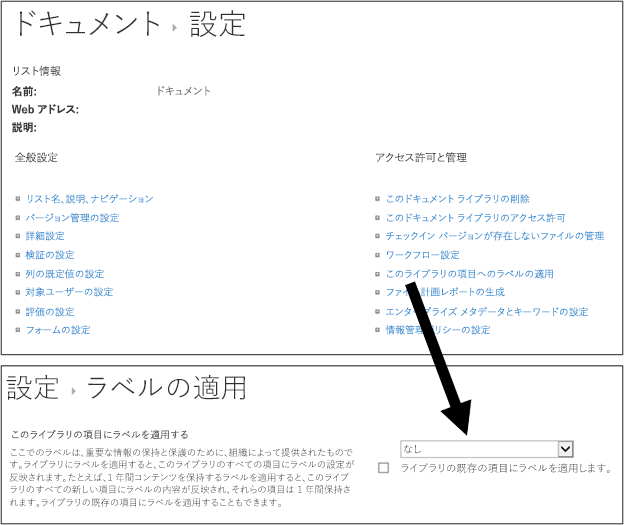 ドキュメント › 設定
リスト情報
名前: ドキュメント
Web アドレス:
説明:
全般設定
リスト名、説明、ナビゲーション
バージョン管理の設定
詳細設定
検証の設定
列の既定値の設定
対象ユーザーの設定
評価の設定
フォームの設定
アクセス許可と管理
このドキュメント ライブラリの削除
このドキュメント ライブラリのアクセス許可
チェックイン バージョンが存在しないファイルの管理
ワークフロー設定
このライブラリの項目へのラベルの適用
ファイル計画レポートの生成
エンタープライズ メタデータとキーワードの設定
情報管理ポリシーの設定
設定 › ラベルの適用
このライブラリの項目にラベルを適用する
ここでのラベルは、重要な情報の保持と保護のために、組織によって提供されたもので
す。ライブラリにラベルを適用すると、このライブラリのすべての項目にラベルの設定が
反映されます。たとえば、1 年間コンテンツを保持するラベルを適用すると、このライブ
ラリのすべての新しい項目にラベルの内容が反映され、それらの項目は 1 年間保持さ
れます。ライブラリの既存の項目にラベルを適用することもできます。
なし
ライブラリの既存の項目にラベルを適用します。